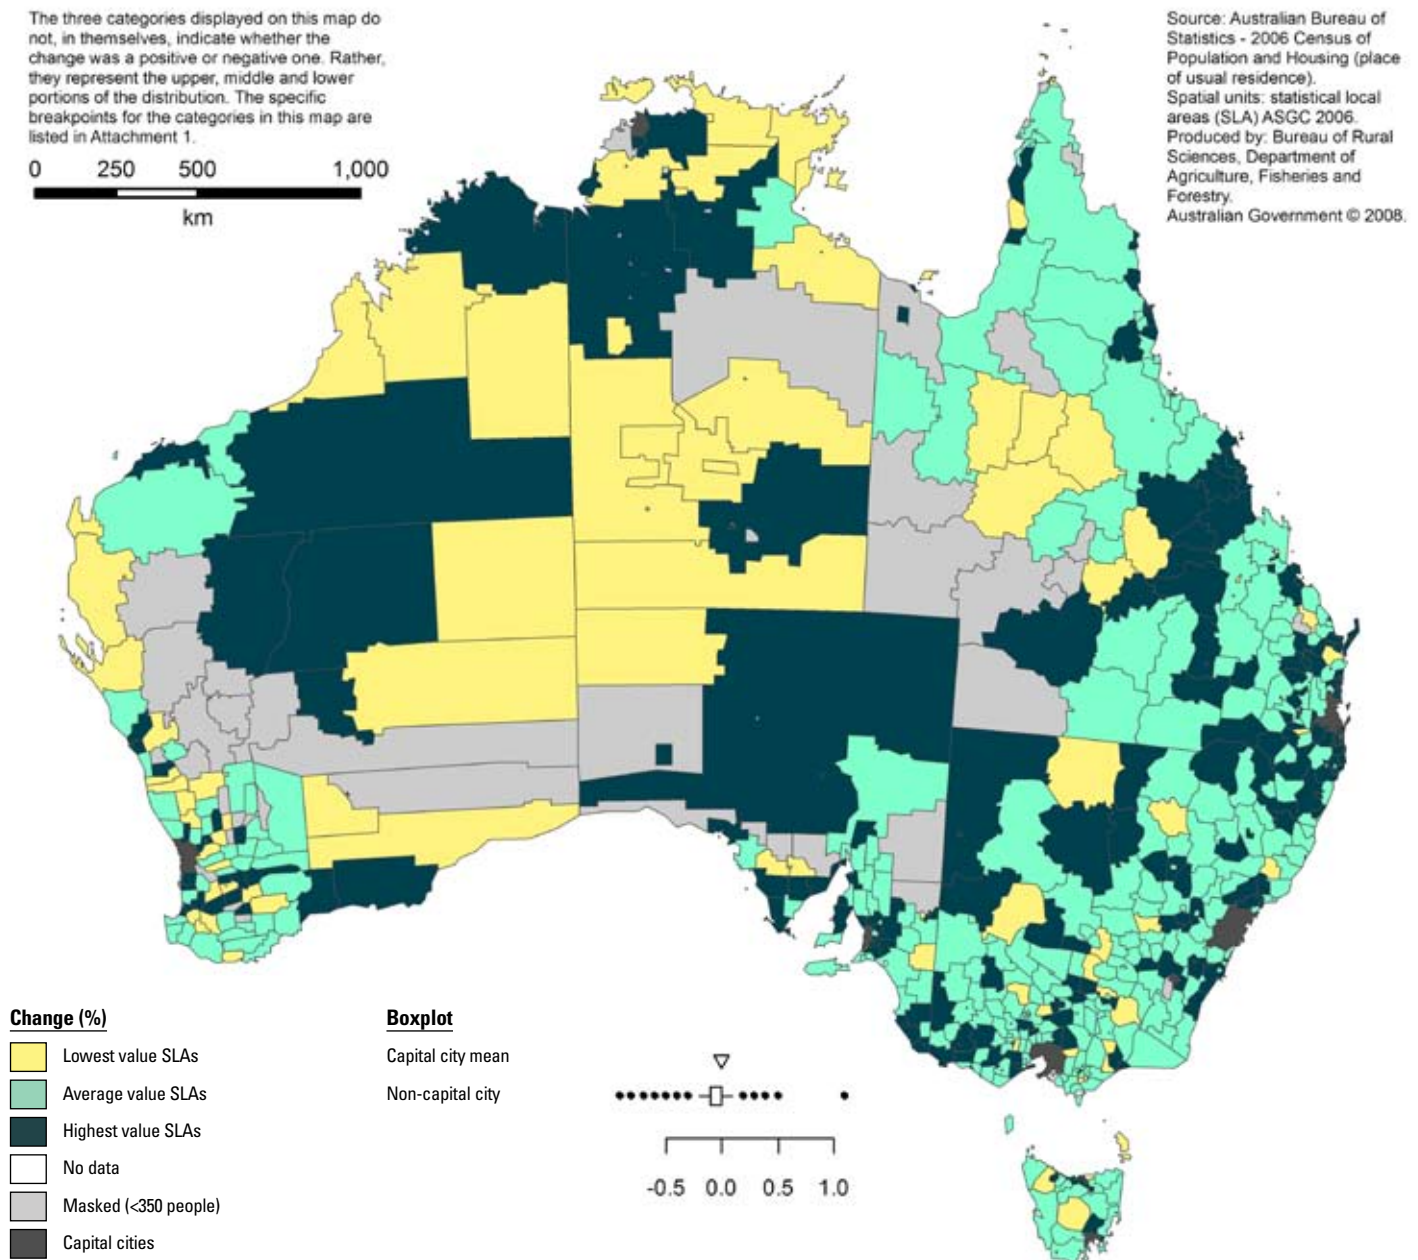 The three categories displayed on this map do
not, in themselves, indicate whether the
change was a positive or negative one. Rather,
they represent the upper, middle and lower
portions of the distribution. The specific
breakpoints for the categories in this map are
listed in Attachment 1.
0 250 500 1,000
km
Source: Australian Bureau of
Statistics - 2006 Census of
Population and Housing (place
of usual residence).
Spatial units: statistical local
areas (SLA) ASGC 2006.
Produced by: Bureau of Rural
Sciences, Department of
Agriculture, Fisheries and
Forestry.
Australian Government © 2008.
Change (%)
Lowest value SLAs
Average value SLAs
Highest value SLAs
No data
Masked (<350 people)
Capital cities
Boxplot
Capital city mean
Non-capital city
-0.5 0.0 0.5 1.0